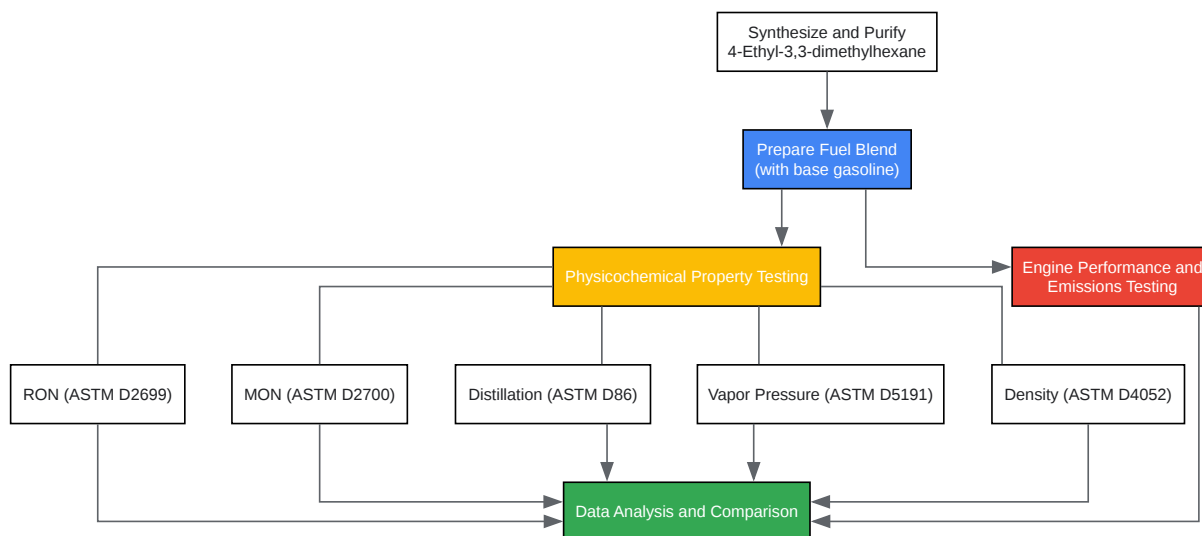 Synthesize and Purify
4-Ethyl-3,3-dimethylhexane
Prepare Fuel Blend
(with base gasoline)
Physicochemical Property Testing
Engine Performance and
Emissions Testing
RON (ASTM D2699)
MON (ASTM D2700)
Distillation (ASTM D86)
Vapor Pressure (ASTM D5191)
Density (ASTM D4052)
Data Analysis and Comparison